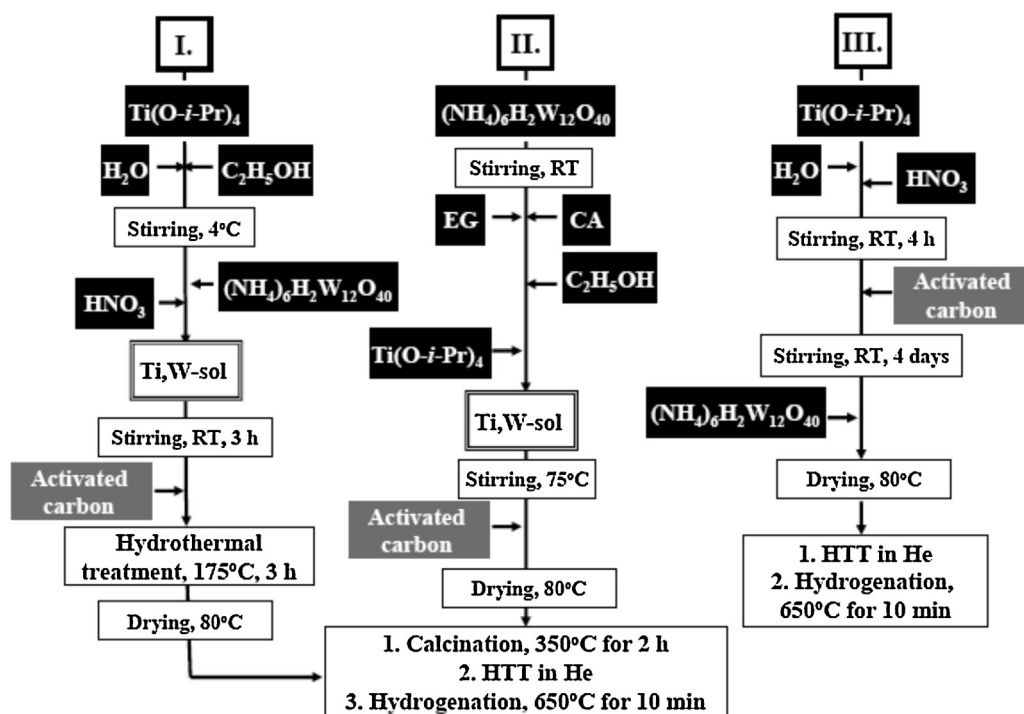 I.
Ti(O-i-Pr)₄
H₂O
C₂H₅OH
Stirring, 4°C
(NH₄)₆H₂W₁₂O₄₀
HNO₃
Ti,W-sol
Stirring, RT, 3 h
Activated
carbon
Hydrothermal
treatment, 175°C, 3 h
Drying, 80°C
II.
(NH₄)₆H₂W₁₂O₄₀
Stirring, RT
EG
CA
C₂H₅OH
Ti(O-i-Pr)₄
Ti,W-sol
Stirring, 75°C
Activated
carbon
Drying, 80°C
1. Calcination, 350°C for 2 h
2. HTT in He
3. Hydrogenation, 650°C for 10 min
III.
Ti(O-i-Pr)₄
H₂O
HNO₃
Stirring, RT, 4 h
Activated
carbon
Stirring, RT, 4 days
(NH₄)₆H₂W₁₂O₄₀
Drying, 80°C
1. HTT in He
2. Hydrogenation,
650°C for 10 min